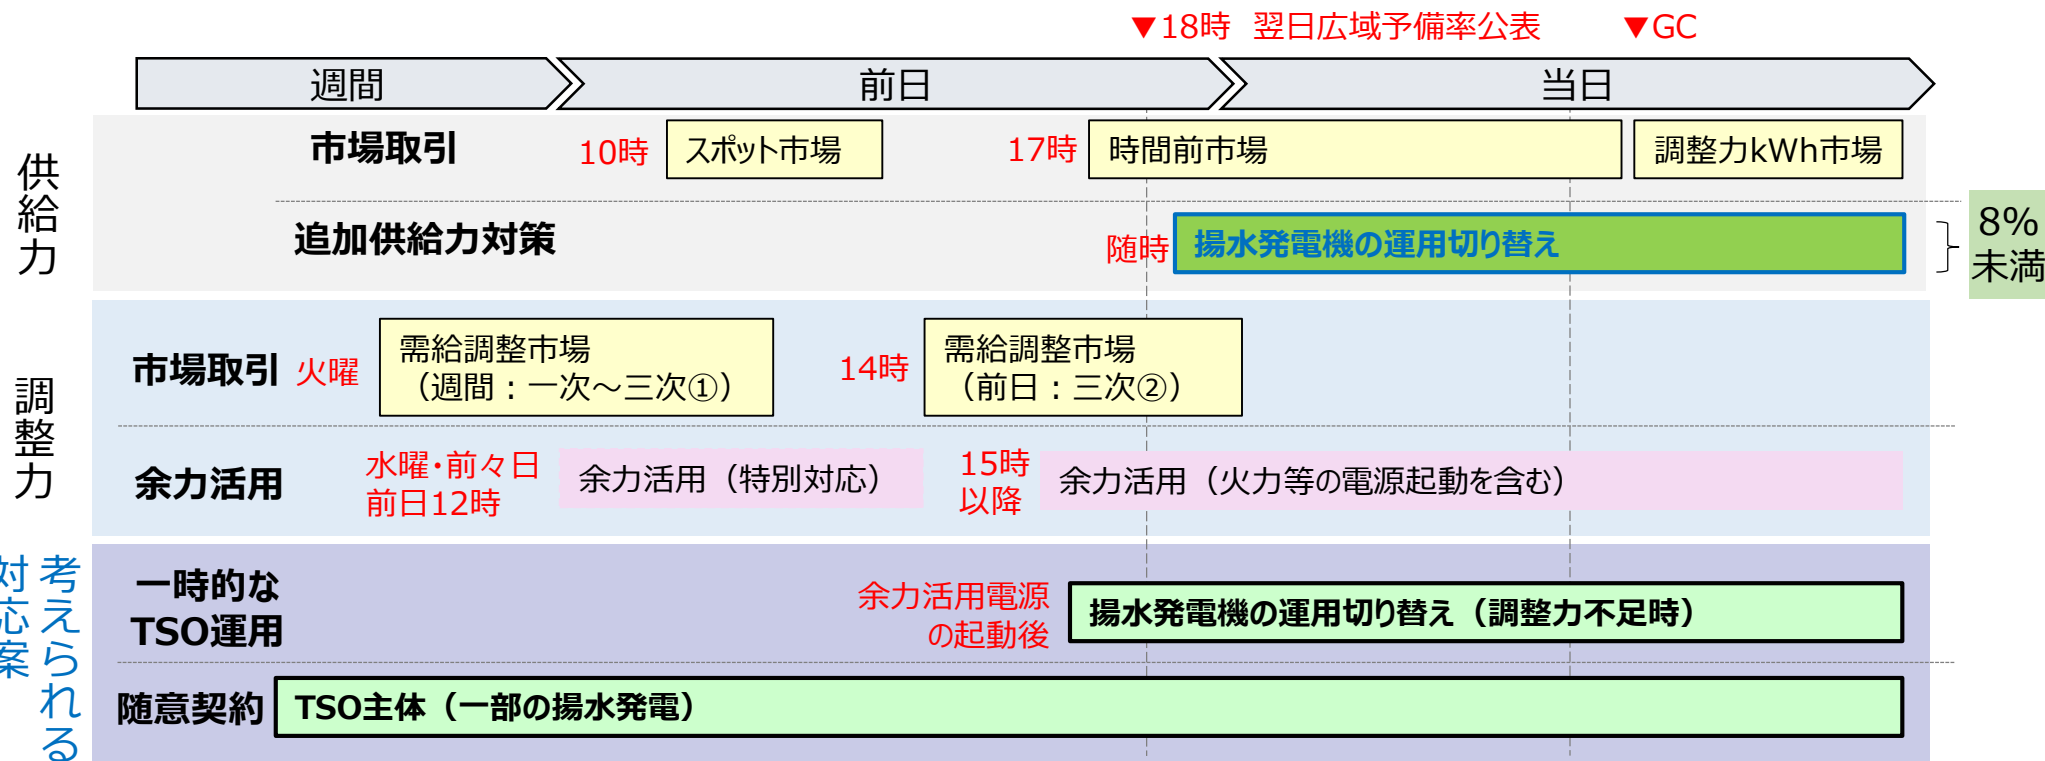 ▼18時 翌日広域予備率公表
▼GC
週間
前日
当日
供給力
市場取引
10時
スポット市場
17時
時間前市場
調整力kWh市場
追加供給力対策
随時
揚水発電機の運用切り替え
8%
未満
調整力
市場取引
火曜
需給調整市場
（週間：一次～三次①）
14時
需給調整市場
（前日：三次②）
余力活用
水曜・前々日
前日12時
余力活用（特別対応）
15時
以降
余力活用（火力等の電源起動を含む）
考えられる
対応案
一時的な
TSO運用
余力活用電源
の起動後
揚水発電機の運用切り替え（調整力不足時）
随意契約
TSO主体（一部の揚水発電）